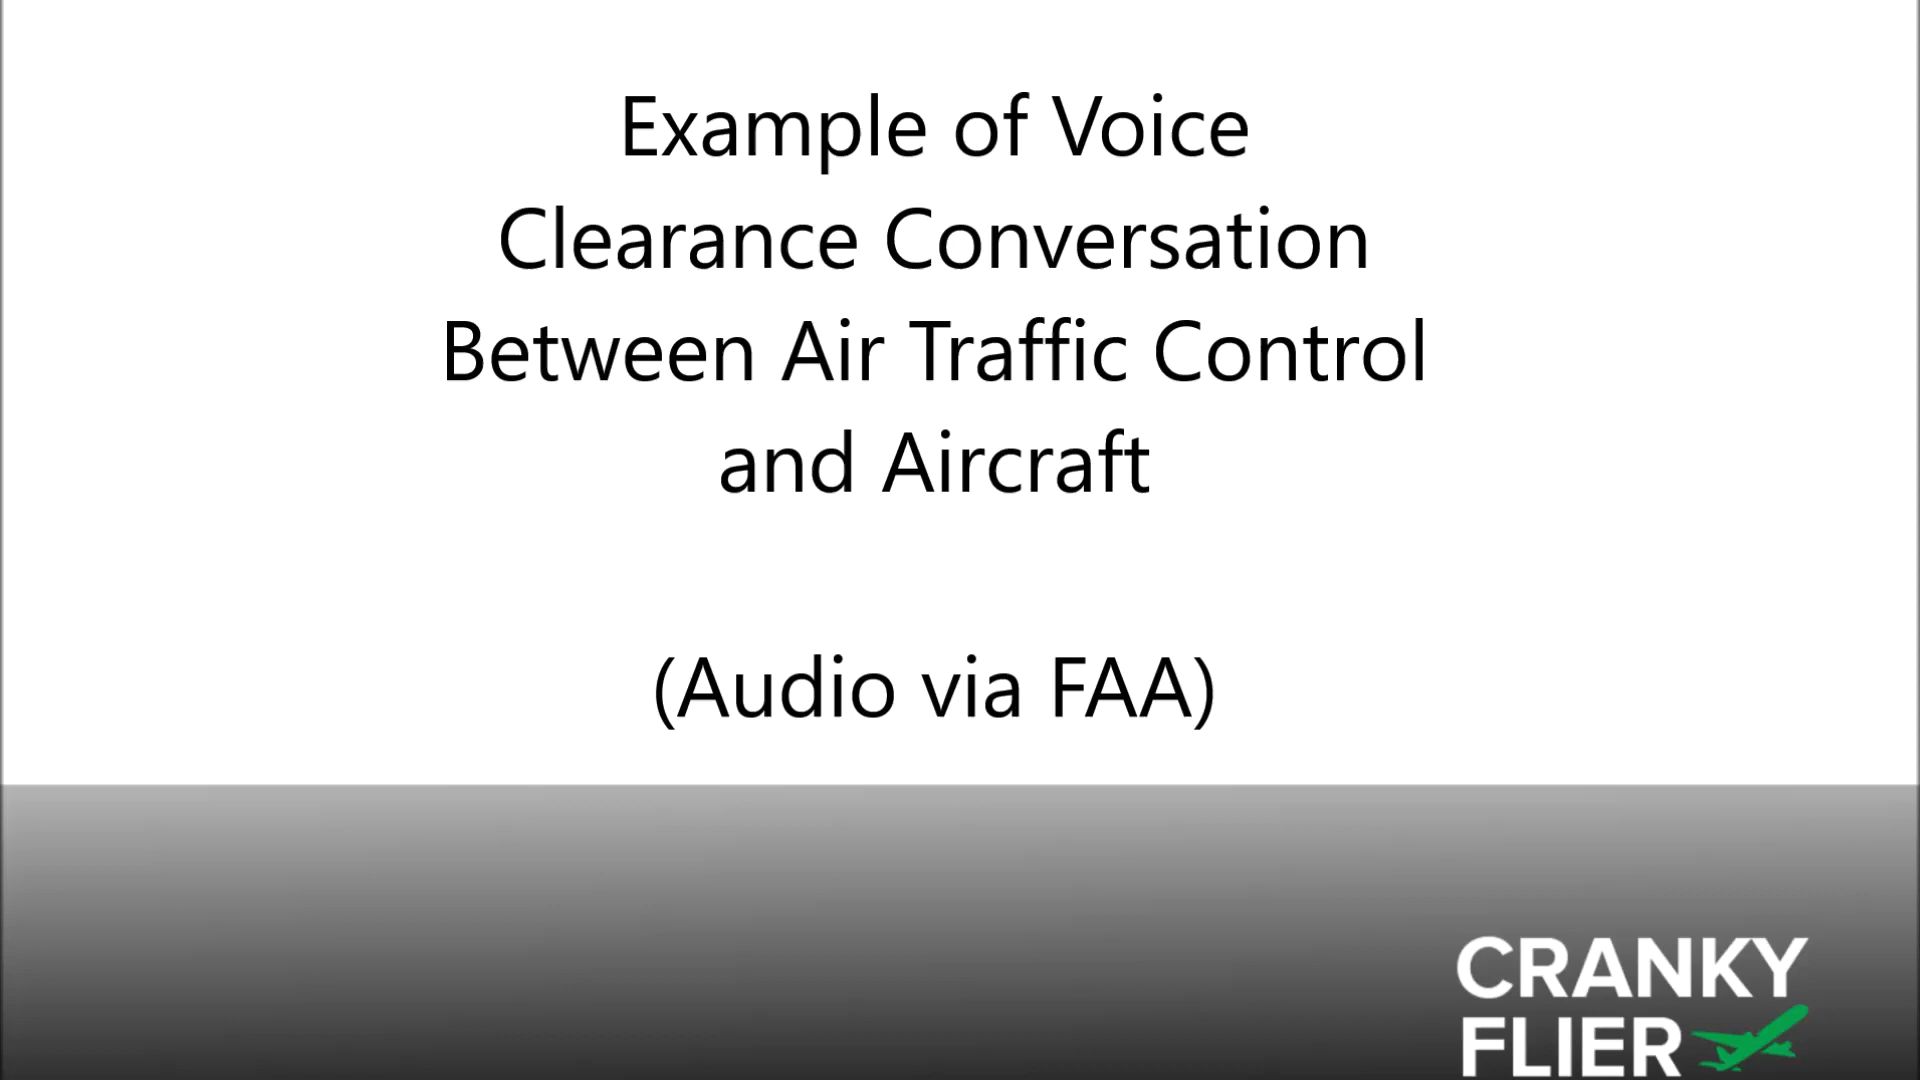 Example of Voice
Clearance Conversation
Between Air Traffic Control
and Aircraft
(Audio via FAA)
CRANKY
FLIER